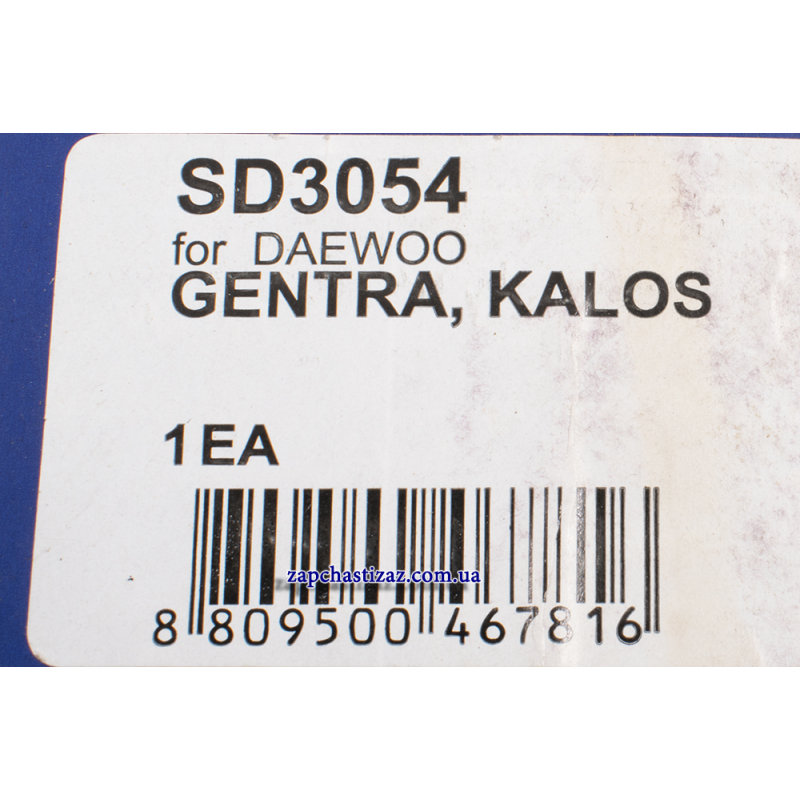 SD3054
for DAEWOO
GENTRA, KALOS
1EA
zapchastizaz.com.ua
8 809500 467816